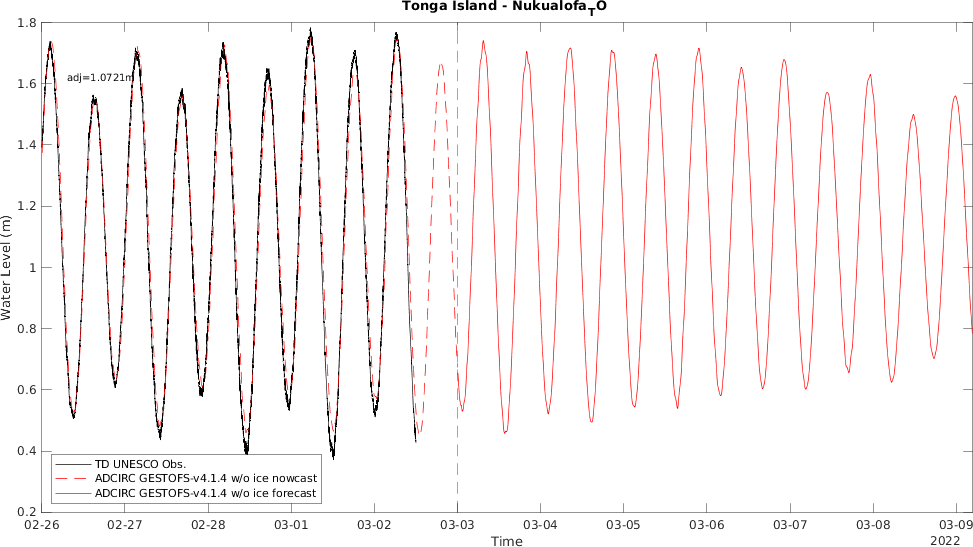 Tonga Island - NukualofaTO
1.8
1.6
1.4
1.2
1
0.8
0.6
0.4
0.2
Water Level (m)
adj=1.0721m
TD UNESCO Obs.
ADCIRC GESTOFS-v4.1.4 w/o ice nowcast
ADCIRC GESTOFS-v4.1.4 w/o ice forecast
02-26 02-27 02-28 03-01 03-02 03-03 03-04 03-05 03-06 03-07 03-08 03-09
Time
2022